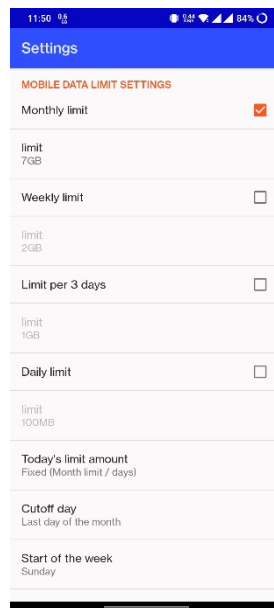 11:50
84%
Settings
MOBILE DATA LIMIT SETTINGS
Monthly limit
limit
7GB
Weekly limit
limit
2GB
Limit per 3 days
limit
1GB
Daily limit
limit
100MB
Today's limit amount
Fixed (Month limit / days)
Cutoff day
Last day of the month
Start of the week
Sunday